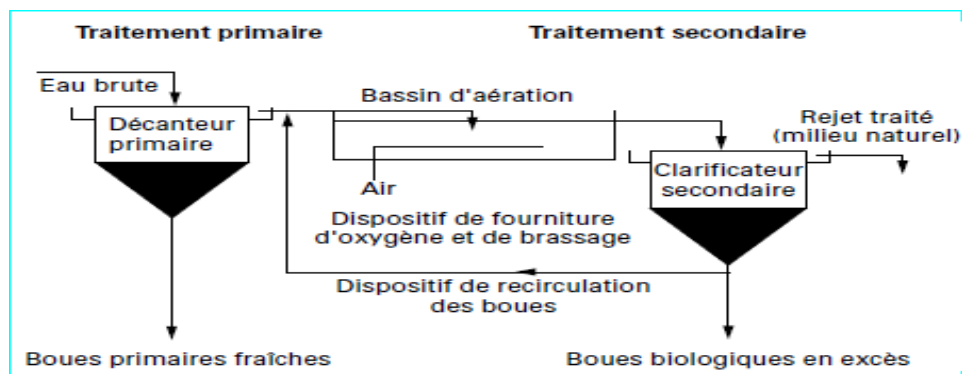 Traitement primaire
Traitement secondaire
Eau brute
Bassin d'aération
Rejet traité
(milieu naturel)
Décanteur
primaire
Clarificateur
secondaire
Air
Dispositif de fourniture
d'oxygène et de brassage
Dispositif de recirculation
des boues
Boues primaires fraîches
Boues biologiques en excès